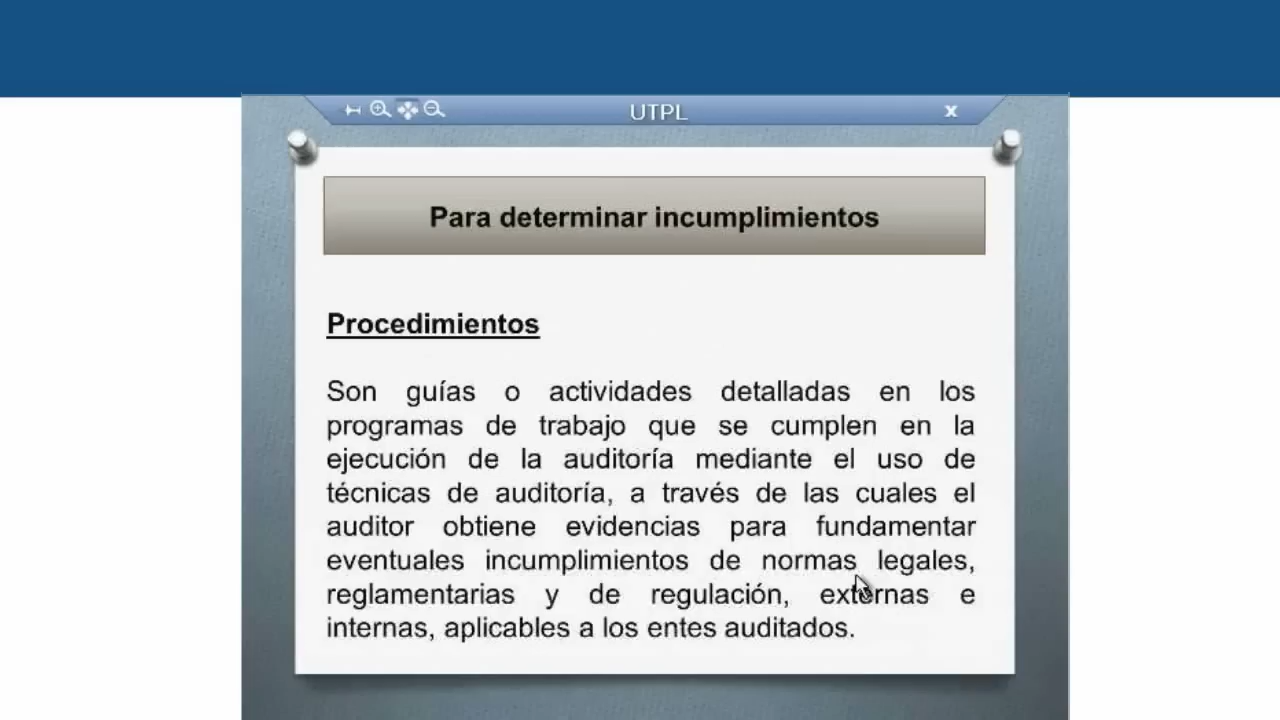 UTPL
x
Para determinar incumplimientos
Procedimientos
Son guías o actividades detalladas en los
programas de trabajo que se cumplen en la
ejecución de la auditoría mediante el uso de
técnicas de auditoría, a través de las cuales el
auditor obtiene evidencias para fundamentar
eventuales incumplimientos de normas legales,
reglamentarias y de regulación, externas e
internas, aplicables a los entes auditados.